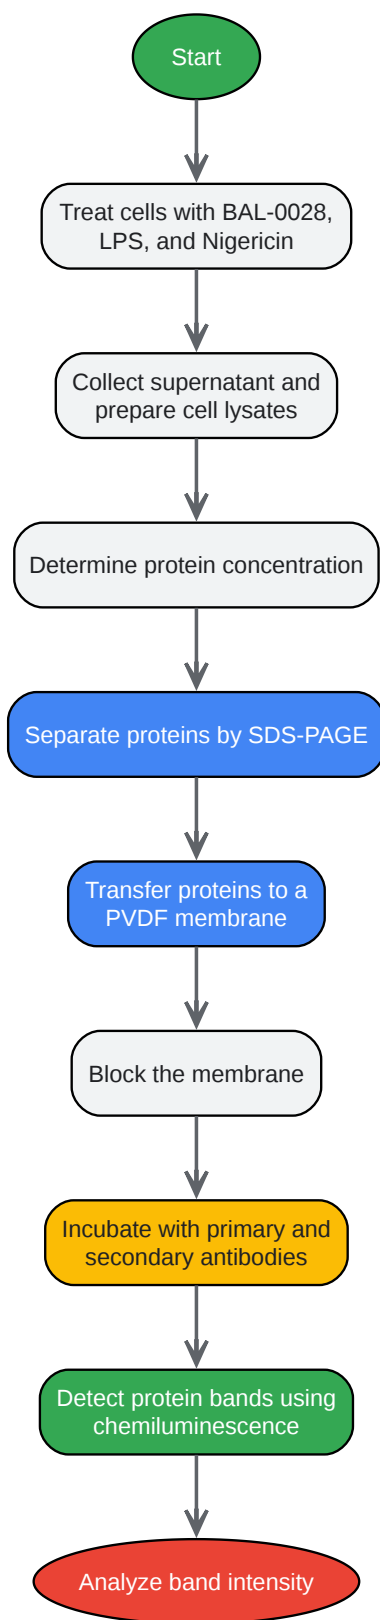 Start
Treat cells with BAL-0028,
LPS, and Nigericin
Collect supernatant and
prepare cell lysates
Determine protein concentration
Separate proteins by SDS-PAGE
Transfer proteins to a
PVDF membrane
Block the membrane
Incubate with primary and
secondary antibodies
Detect protein bands using
chemiluminescence
Analyze band intensity